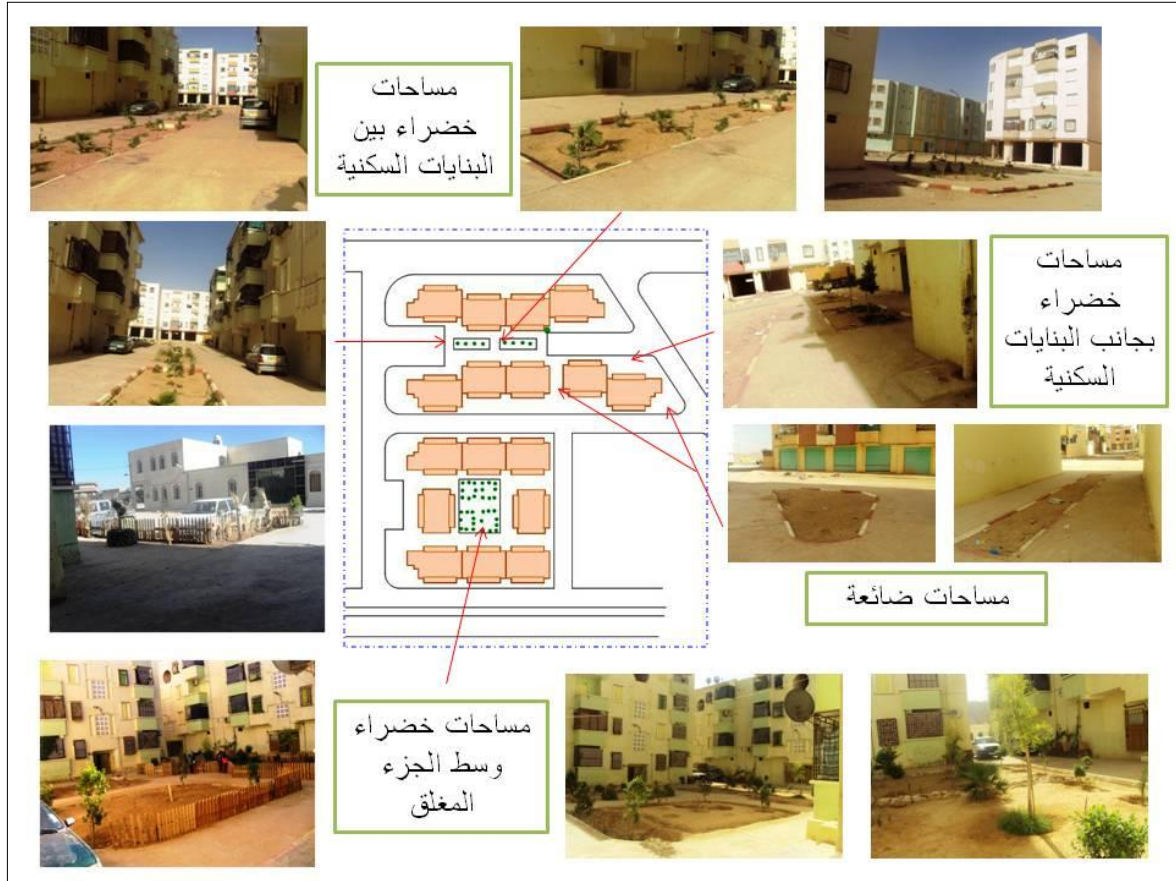 مساحات
خضراء بين
البنايات السكنية
مساحات
خضراء
بجانب البنايات
السكنية
مساحات ضائعة
مساحات خضراء
وسط الجزء
المغلق